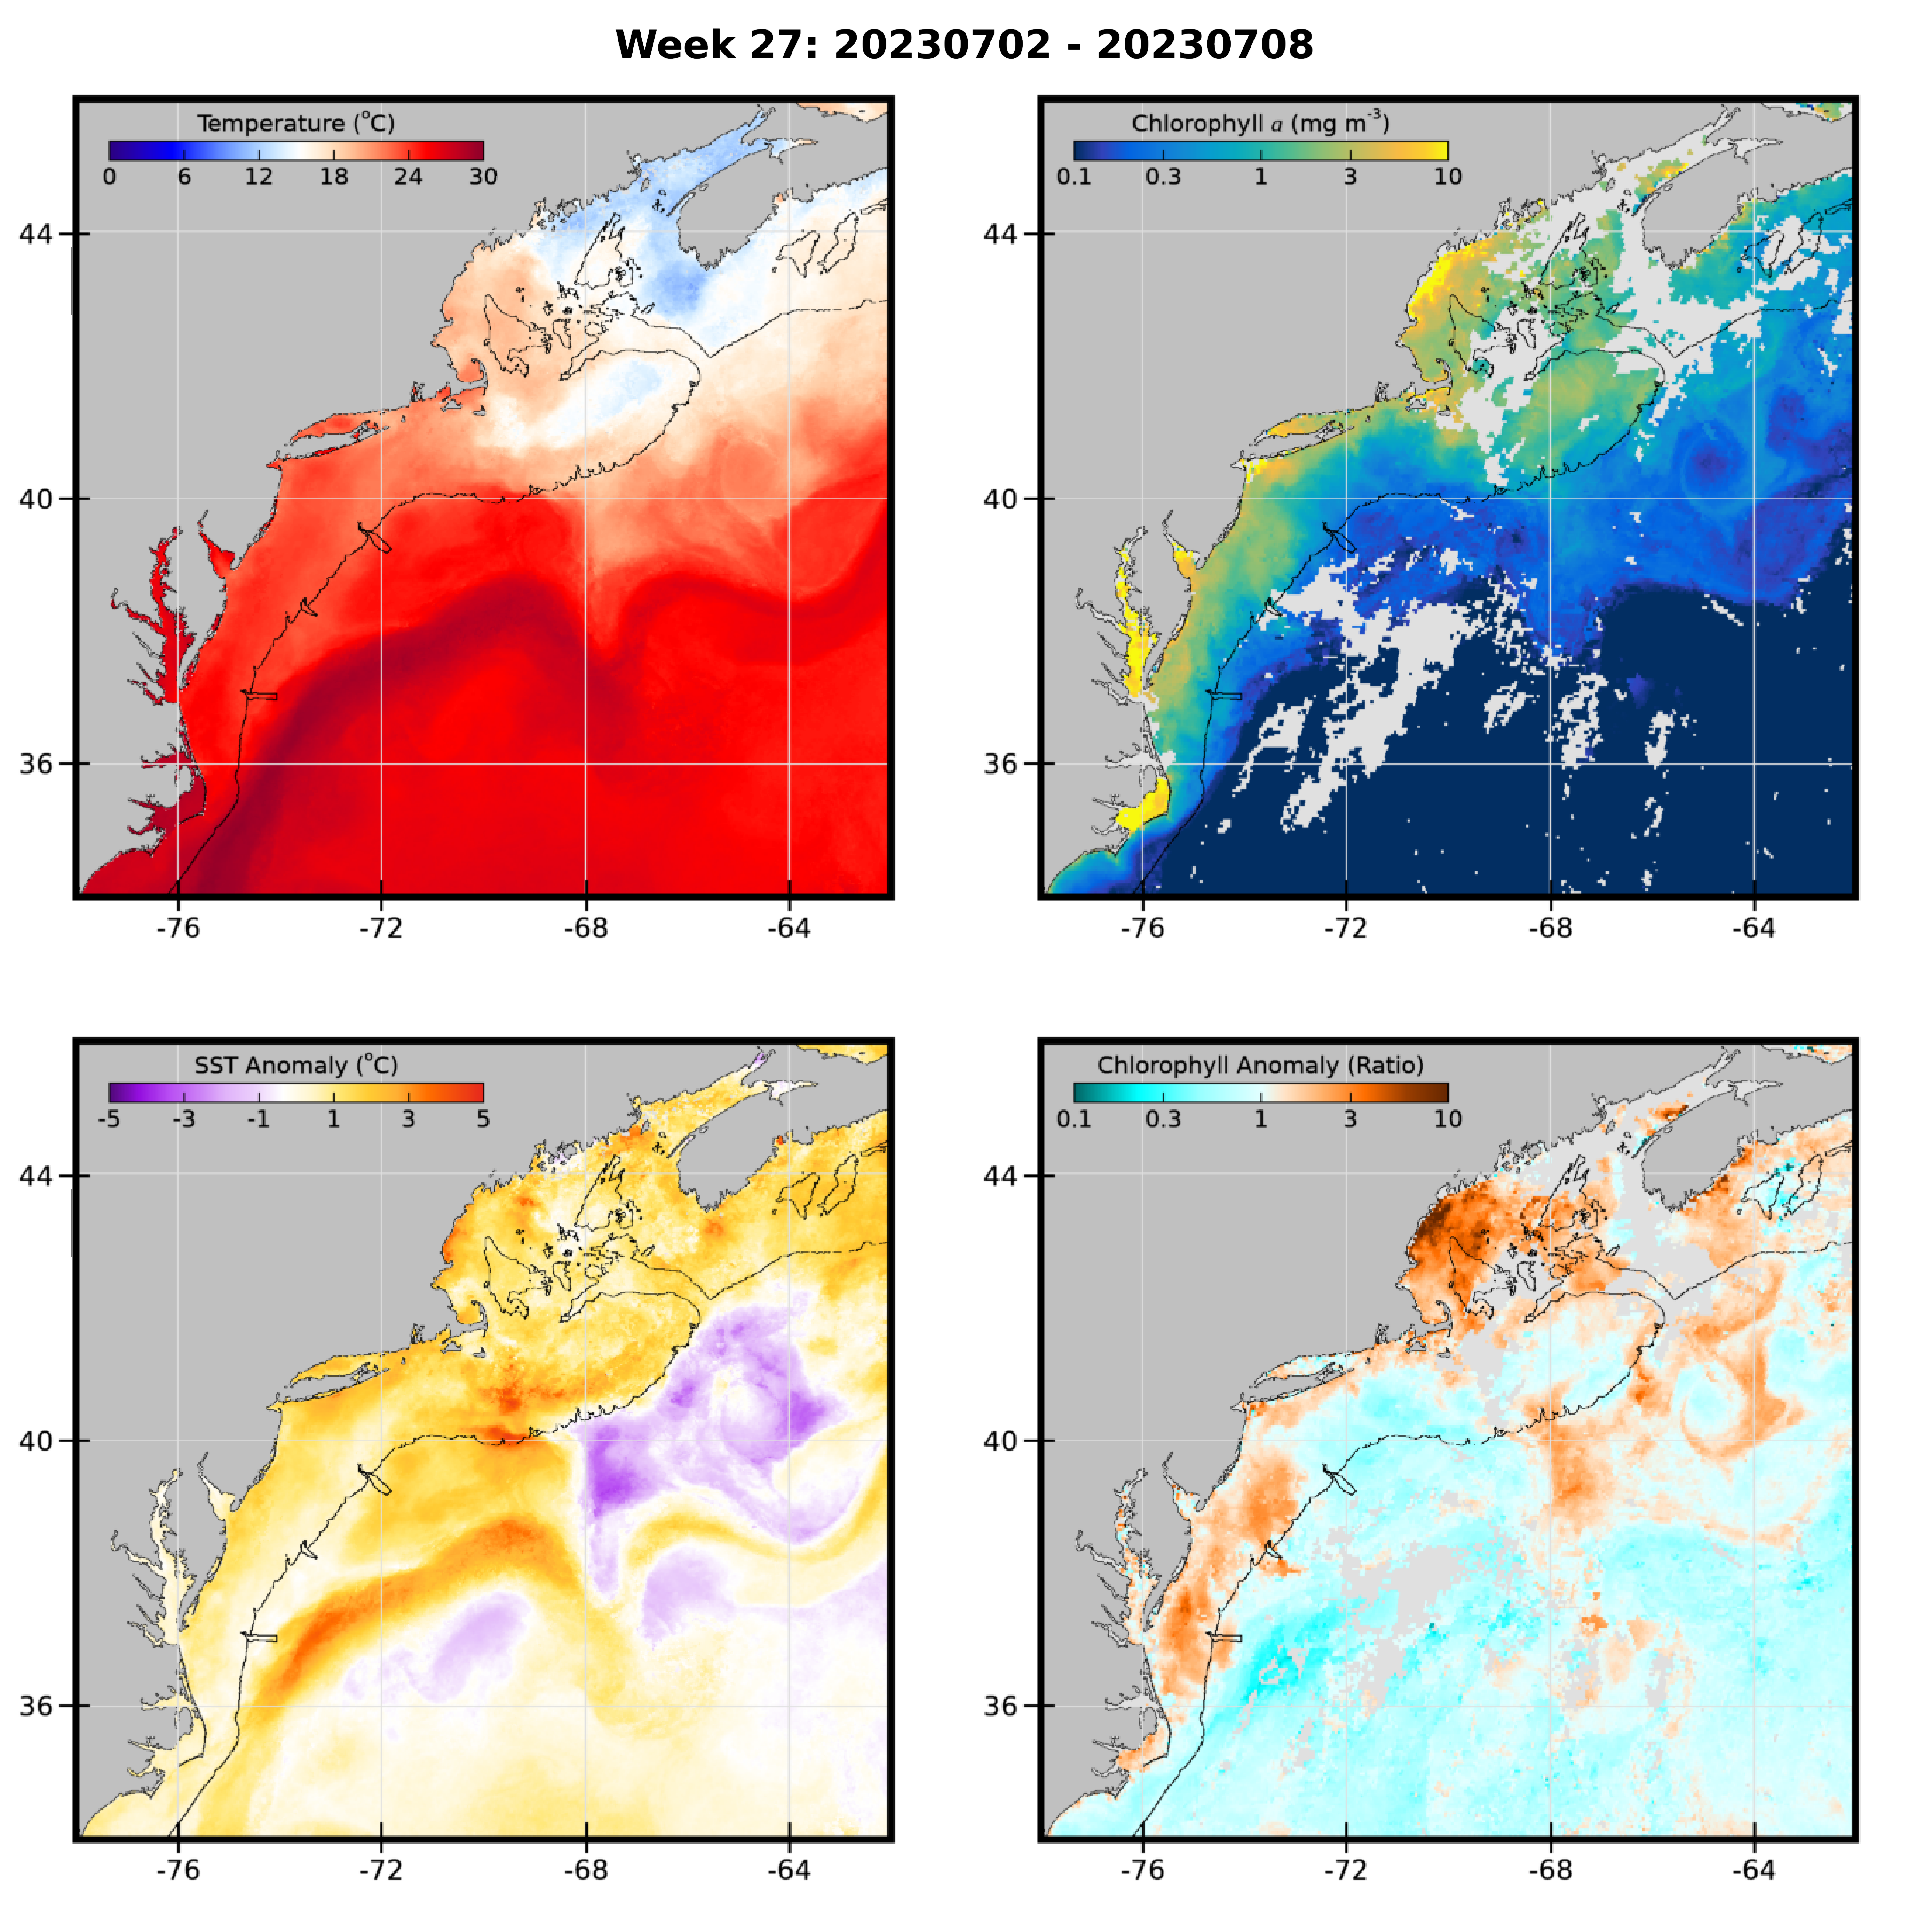 Week 27: 20230702 - 20230708
Temperature (°C)
0 6 12 18 24 30
44
40
36
-76 -72 -68 -64
Chlorophyll a (mg m-3)
0.1 0.3 1 3 10
44
40
36
-76 -72 -68 -64
SST Anomaly (°C)
-5 -3 -1 1 3 5
44
40
36
-76 -72 -68 -64
Chlorophyll Anomaly (Ratio)
0.1 0.3 1 3 10
44
40
36
-76 -72 -68 -64